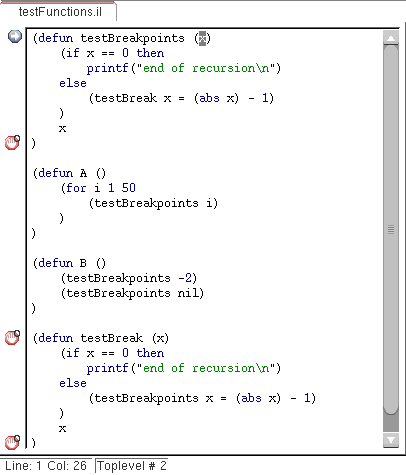 testFunctions.il
(defun testBreakpoints (x)
(if x == 0 then
printf("end of recursion\n")
else
(testBreak x = (abs x) - 1)
)
x
)
(defun A ()
(for i 1 50
(testBreakpoints i)
)
)
(defun B ()
(testBreakpoints -2)
(testBreakpoints nil)
)
(defun testBreak (x)
(if x == 0 then
printf("end of recursion\n")
else
(testBreakpoints x = (abs x) - 1)
)
x
)
Line: 1 Col: 26 Toplevel # 2